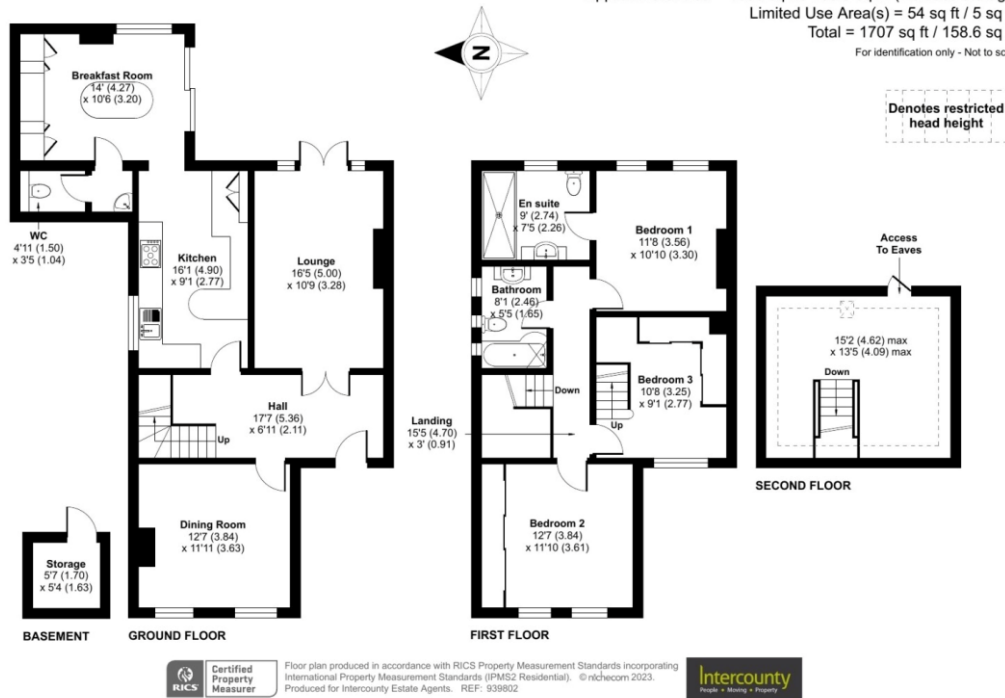 Limited Use Area(s) = 54 sq ft / 5 sq
Total = 1707 sq ft / 158.6 sq
For identification only - Not to sc
N
Denotes restricted
head height
Breakfast Room
14' (4.27)
x 10'6 (3.20)
WC
4'11 (1.50)
x 3'5 (1.04)
Kitchen
16'1 (4.90)
x 9'1 (2.77)
Lounge
16'5 (5.00)
x 10'9 (3.28)
Hall
17'7 (5.36)
x 6'11 (2.11)
Up
Dining Room
12'7 (3.84)
x 11'11 (3.63)
Storage
5'7 (1.70)
x 5'4 (1.63)
BASEMENT
GROUND FLOOR
En suite
9' (2.74)
x 7'5 (2.26)
Bedroom 1
11'8 (3.56)
x 10'10 (3.30)
Bathroom
8'1 (2.46)
x 5'5 (1.65)
Bedroom 3
10'8 (3.25)
x 9'1 (2.77)
Down
Up
Landing
15'5 (4.70)
x 3' (0.91)
Bedroom 2
12'7 (3.84)
x 11'10 (3.61)
FIRST FLOOR
Access
To Eaves
15'2 (4.62) max
x 13'5 (4.09) max
Down
SECOND FLOOR
RICS
Certified
Property
Measurer
Floor plan produced in accordance with RICS Property Measurement Standards incorporating
International Property Measurement Standards (IPMS2 Residential). © nichecom 2023.
Produced for Intercounty Estate Agents. REF: 939802
Intercounty
People • Moving • Property